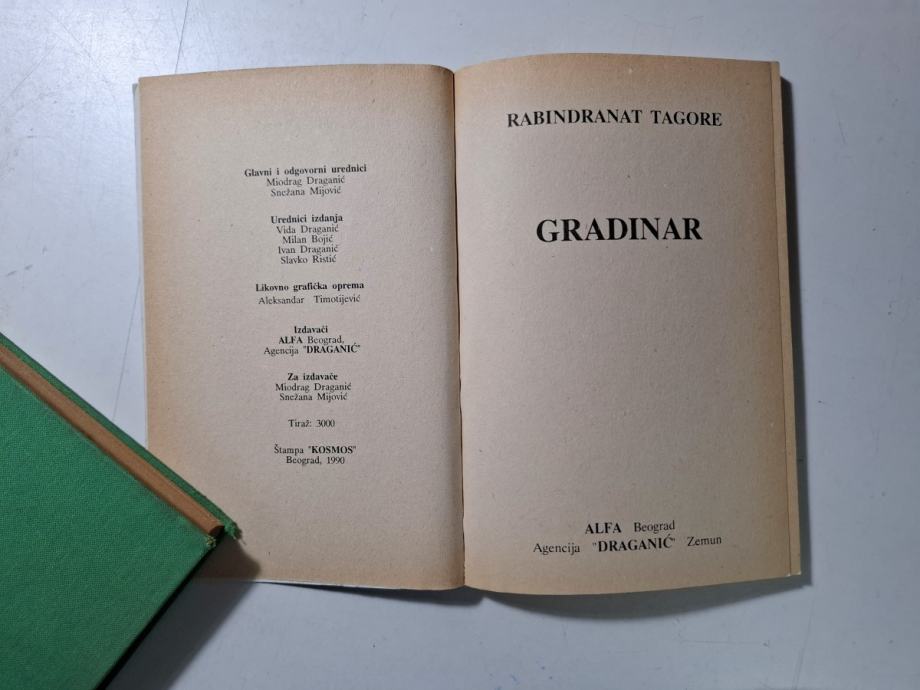 Glavni i odgovorni urednici
Miodrag Draganić
Snežana Mijović
Urednici izdanja
Vida Draganić
Milan Bojić
Ivan Draganić
Slavko Ristić
Likovno grafička oprema
Aleksandar Timotijević
Izdavači
ALFA Beograd,
Agencija "DRAGANIĆ"
Za izdavače
Miodrag Draganić
Snežana Mijović
Tiraž: 3000
Štampa "KOSMOS"
Beograd, 1990
RABINDRANAT TAGORE
GRADINAR
ALFA Beograd
Agencija "DRAGANIĆ" Zemun